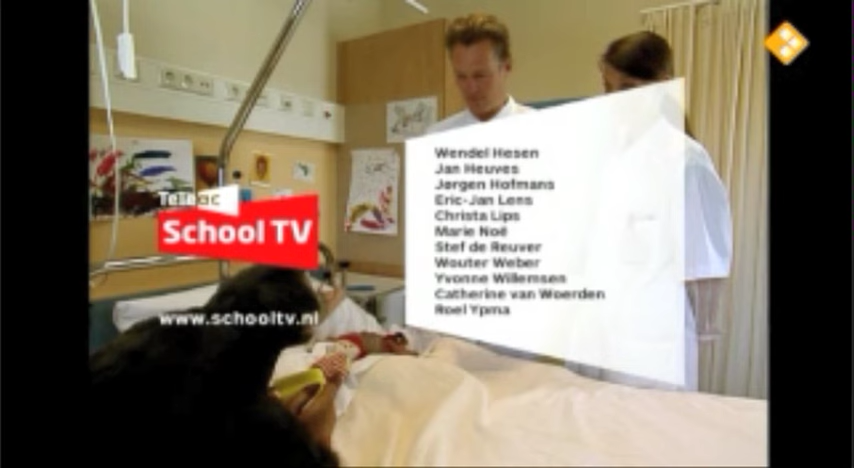 Teleac
School TV
www.schooltv.nl
Wendel Hesen
Jan Heuves
Jørgen Hofmans
Eric-Jan Lens
Christa Lips
Marie Noë
Stef de Reuver
Wouter Weber
Yvonne Willemsen
Catherine van Woerden
Roel Ypma